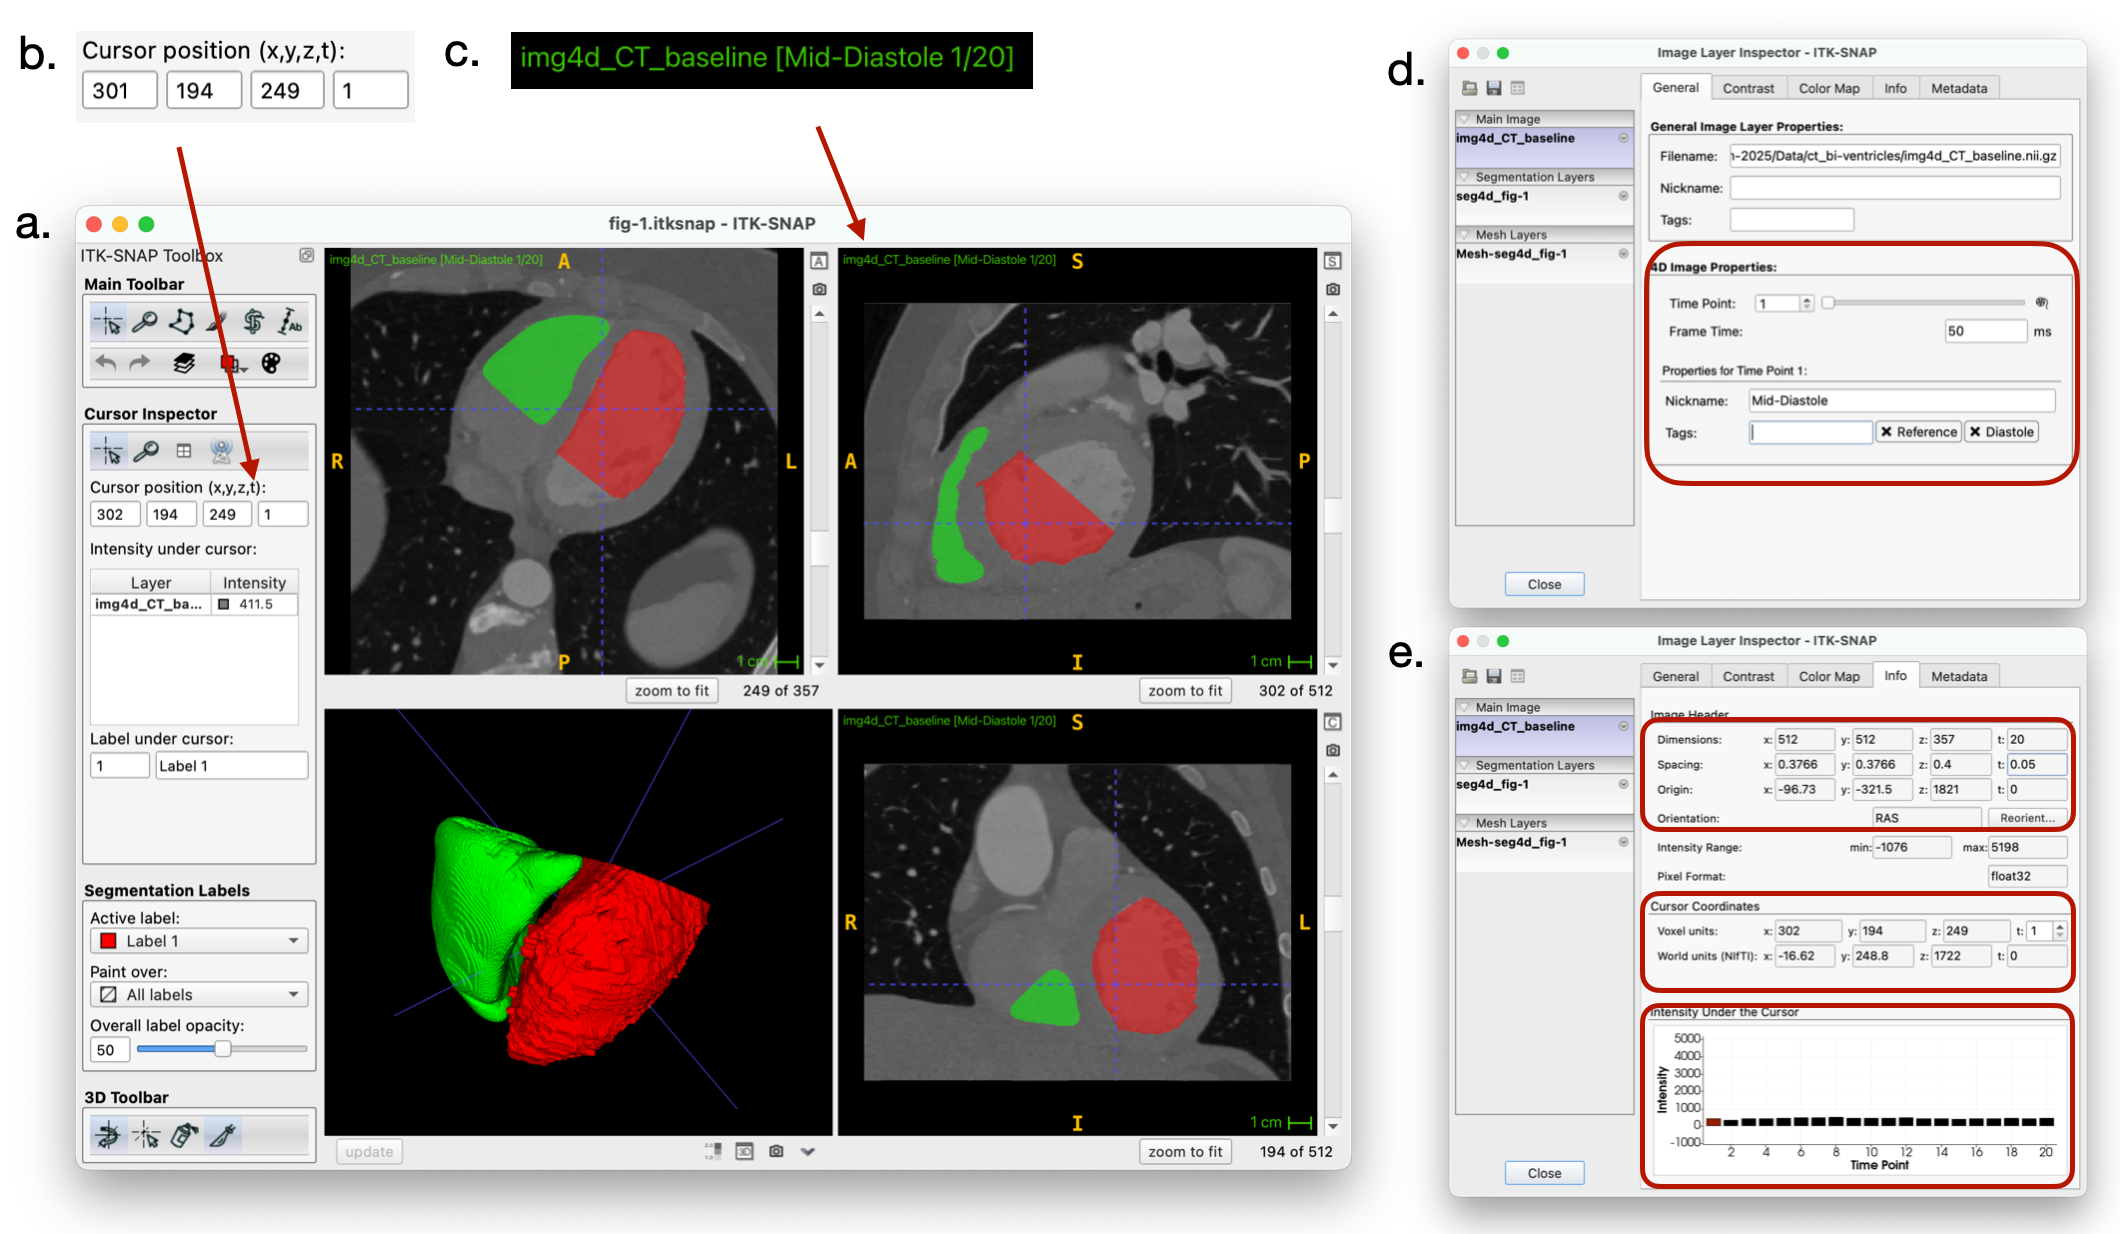 b.
Cursor position (x,y,z,t):
301 194 249 1
c.
img4d_CT_baseline [Mid-Diastole 1/20]
a.
fig-1.itksnap - ITK-SNAP
ITK-SNAP Toolbox
Main Toolbar
Ab
Cursor Inspector
Cursor position (x,y,z,t):
302 194 249 1
Intensity under cursor:
Layer Intensity
img4d_CT_ba... 411.5
Label under cursor:
1 Label 1
Segmentation Labels
Active label:
Label 1
Paint over:
All labels
Overall label opacity:
50
3D Toolbar
img4d_CT_baseline [Mid-Diastole 1/20]
A
R
L
P
1 cm
A
zoom to fit 249 of 357
img4d_CT_baseline [Mid-Diastole 1/20]
S
A
P
I
1 cm
S
zoom to fit 302 of 512
update
3D
img4d_CT_baseline [Mid-Diastole 1/20]
S
R
L
I
1 cm
C
zoom to fit 194 of 512
d.
Image Layer Inspector - ITK-SNAP
Main Image
img4d_CT_baseline
Segmentation Layers
seg4d_fig-1
Mesh Layers
Mesh-seg4d_fig-1
Close
General Contrast Color Map Info Metadata
General Image Layer Properties:
Filename: -2025/Data/ct_bi-ventricles/img4d_CT_baseline.nii.gz
Nickname:
Tags:
4D Image Properties:
Time Point: 1
Frame Time: 50 ms
Properties for Time Point 1:
Nickname: Mid-Diastole
Tags: Reference Diastole
e.
Image Layer Inspector - ITK-SNAP
Main Image
img4d_CT_baseline
Segmentation Layers
seg4d_fig-1
Mesh Layers
Mesh-seg4d_fig-1
Close
General Contrast Color Map Info Metadata
Image Header
Dimensions: x: 512 y: 512 z: 357 t: 20
Spacing: x: 0.3766 y: 0.3766 z: 0.4 t: 0.05
Origin: x: -96.73 y: -321.5 z: 1821 t: 0
Orientation: RAS Reorient...
Intensity Range: min: -1076 max: 5198
Pixel Format: float32
Cursor Coordinates
Voxel units: x: 302 y: 194 z: 249 t: 1
World units (NIfTI): x: -16.62 y: 248.8 z: 1722 t: 0
Intensity Under the Cursor
5000
4000
3000
2000
1000
0
-1000
Intensity
2 4 6 8 10 12 14 16 18 20
Time Point